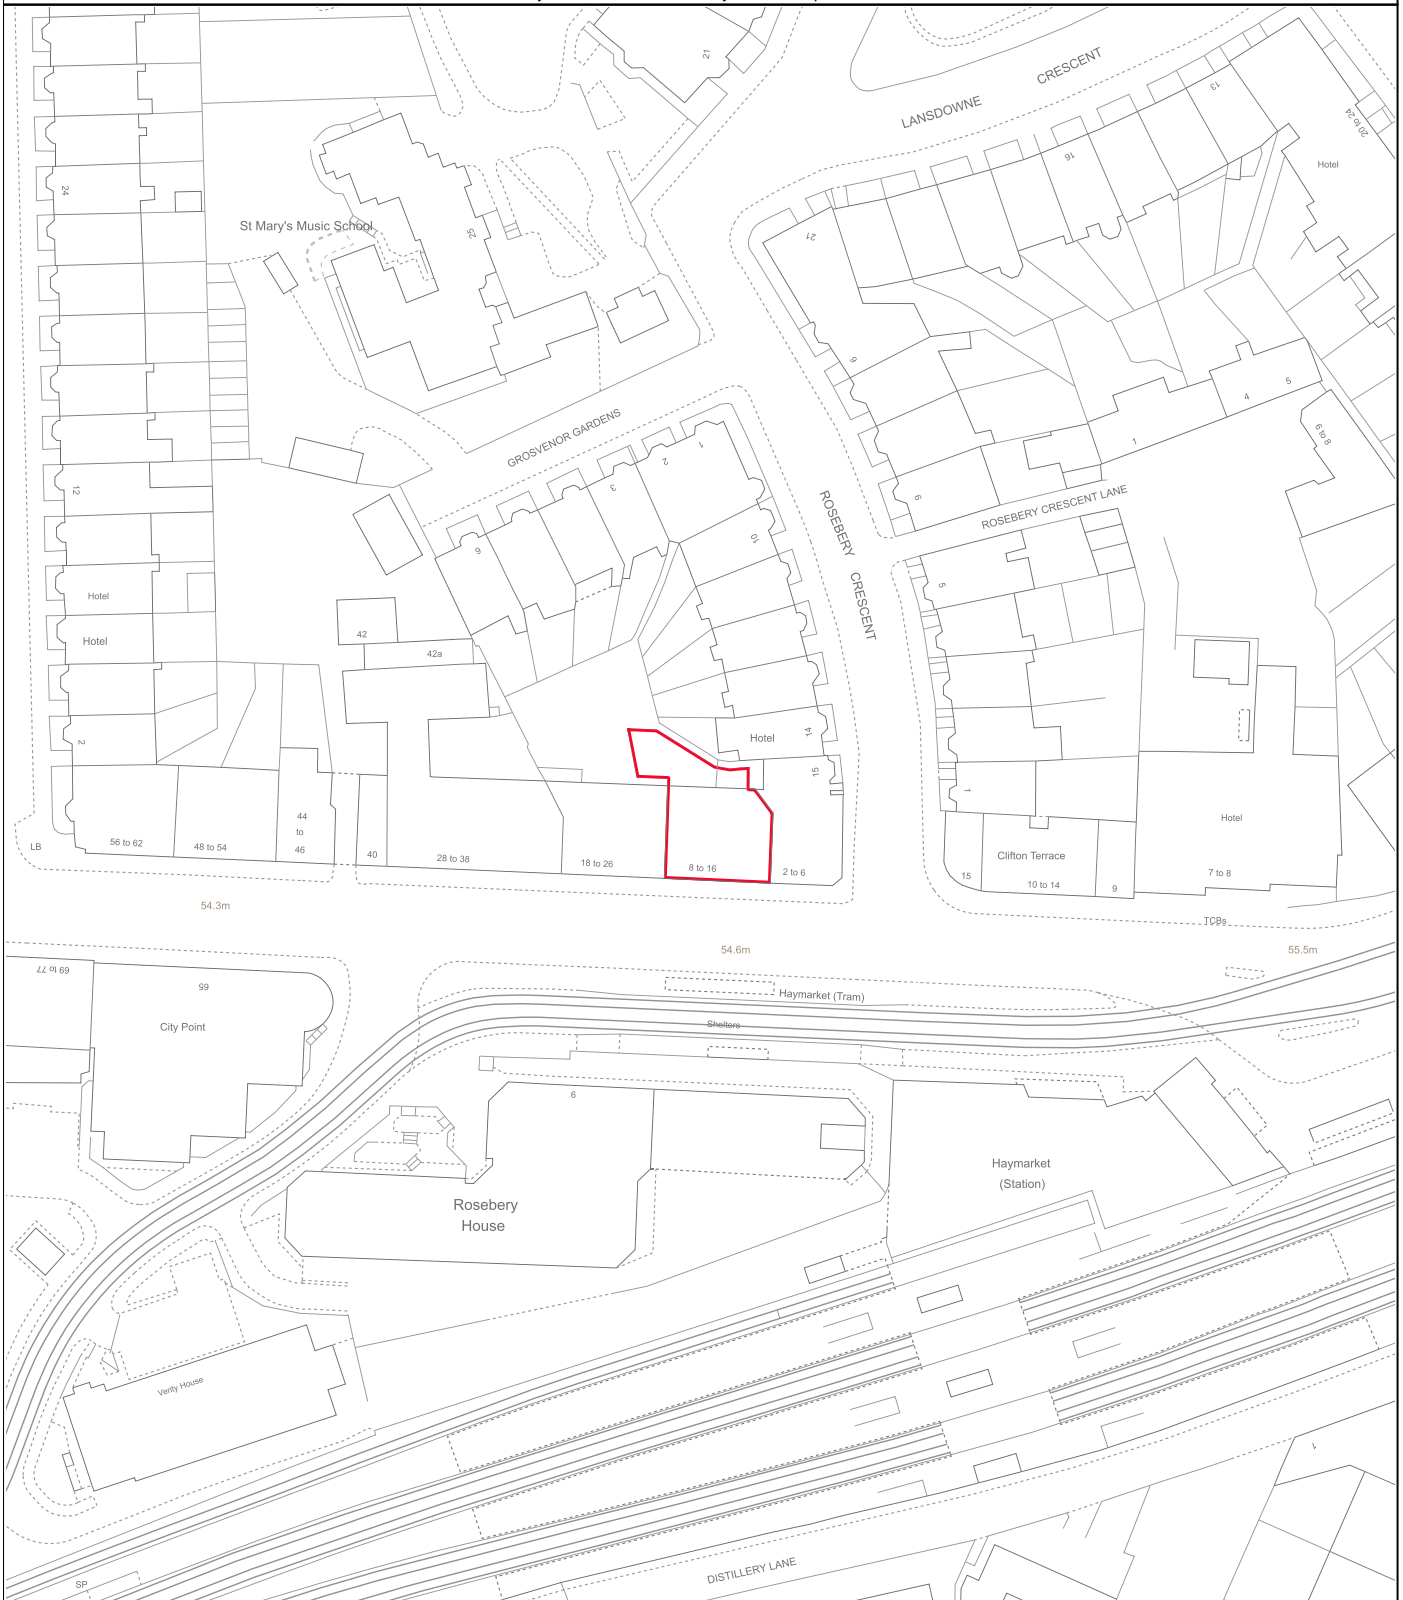 21
LANSDOWNE
CRESCENT
13
20 to 24
Hotel
16
24
St Mary's Music School
25
21
9
5
4
1
8 to 9
GROSVENOR GARDENS
1
2
3
6
12
ROSEBERY
CRESCENT
6
ROSEBERY CRESCENT LANE
10
5
Hotel
42
42a
Hotel
14
Hotel
2
15
1
Hotel
44
to
46
LB
56 to 62
48 to 54
40
28 to 38
18 to 26
8 to 16
2 to 6
Clifton Terrace
15
10 to 14
9
7 to 8
54.3m
TCBs
54.6m
55.5m
69 to 77
65
City Point
Haymarket (Tram)
Shelters
6
Haymarket
(Station)
Rosebery
House
Verity House
1
DISTILLERY LANE
SP